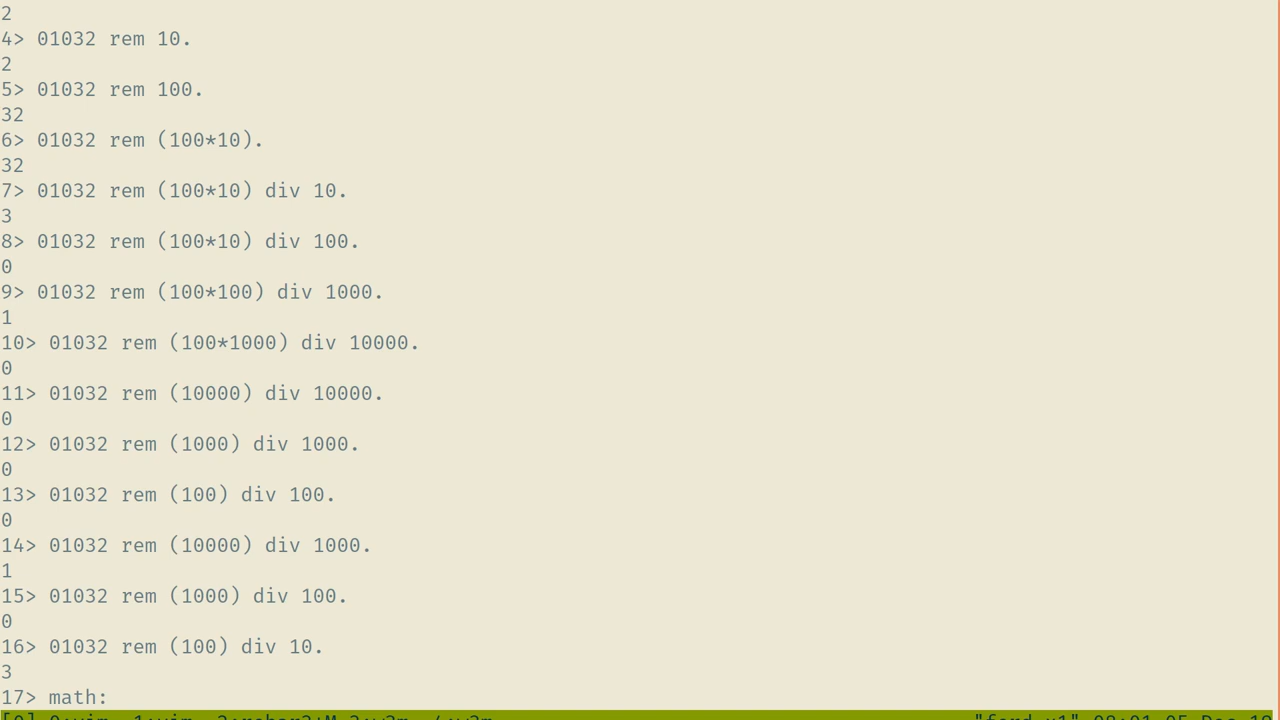 2
4> 01032 rem 10.
2
5> 01032 rem 100.
32
6> 01032 rem (100*10).
32
7> 01032 rem (100*10) div 10.
3
8> 01032 rem (100*10) div 100.
0
9> 01032 rem (100*100) div 1000.
1
10> 01032 rem (100*1000) div 10000.
0
11> 01032 rem (10000) div 10000.
0
12> 01032 rem (1000) div 1000.
0
13> 01032 rem (100) div 100.
0
14> 01032 rem (10000) div 1000.
1
15> 01032 rem (1000) div 100.
0
16> 01032 rem (100) div 10.
3
17> math: